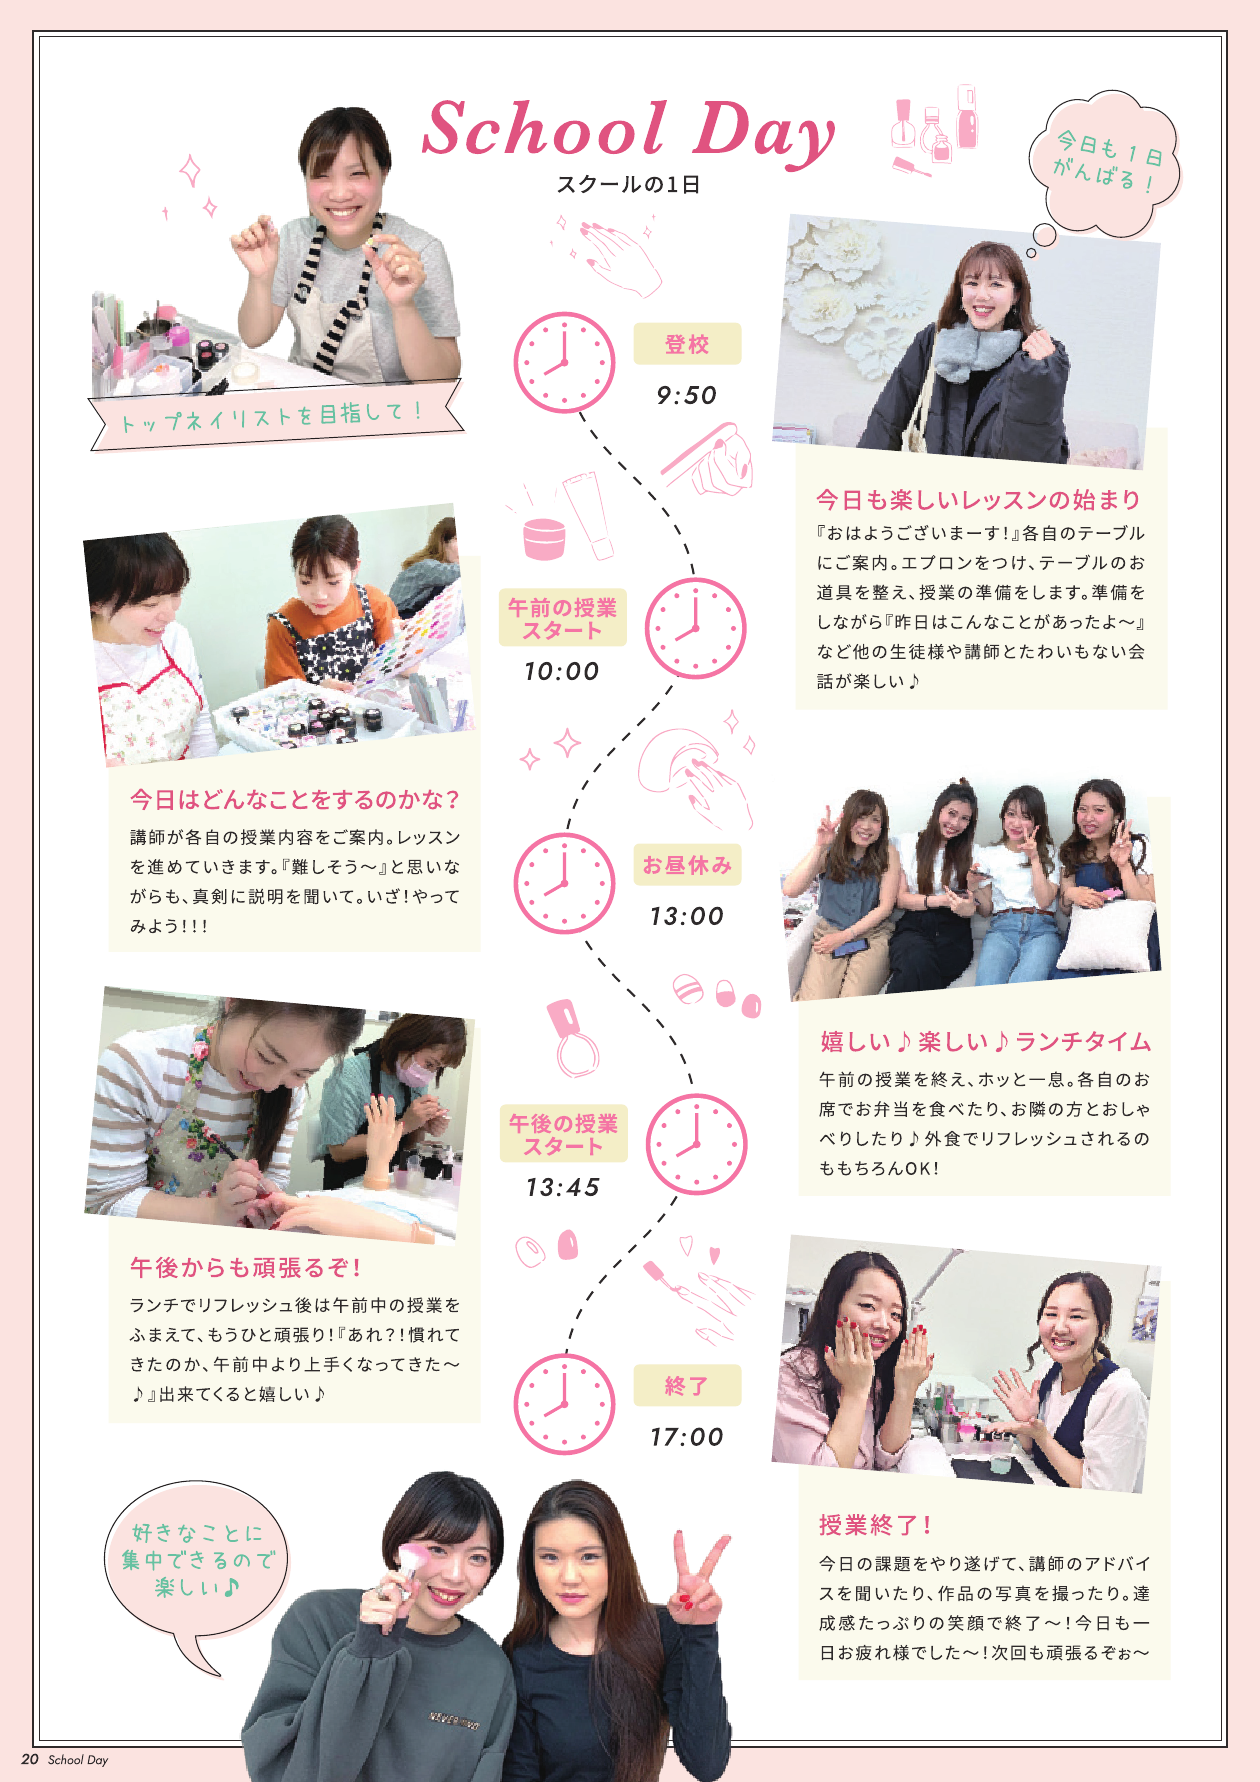 School Day
スクールの1日
今日も1日
がんばる！
トップネイリストを目指して！
登校
9:50
今日も楽しいレッスンの始まり
『おはようございまーす！』各自のテーブル
にご案内。エプロンをつけ、テーブルのお
道具を整え、授業の準備をします。準備を
しながら『昨日はこんなことがあったよ〜』
など他の生徒様や講師とたわいもない会
話が楽しい♪
午前の授業
スタート
10:00
今日はどんなことをするのかな？
講師が各自の授業内容をご案内。レッスン
を進めていきます。『難しそう〜』と思いな
がらも、真剣に説明を聞いて。いざ！やって
みよう！！！
お昼休み
13:00
嬉しい♪楽しい♪ランチタイム
午前の授業を終え、ホッと一息。各自のお
席でお弁当を食べたり、お隣の方とおしゃ
べりしたり♪外食でリフレッシュされるの
ももちろんOK！
午後の授業
スタート
13:45
午後からも頑張るぞ！
ランチでリフレッシュ後は午前中の授業を
ふまえて、もうひと頑張り！『あれ？！慣れて
きたのか、午前中より上手くなってきた〜
♪』出来てくると嬉しい♪
終了
17:00
授業終了！
今日の課題をやり遂げて、講師のアドバイ
スを聞いたり、作品の写真を撮ったり。達
成感たっぷりの笑顔で終了〜！今日も一
日お疲れ様でした〜！次回も頑張るぞぉ〜
好きなことに
集中できるので
楽しい♪
20 School Day